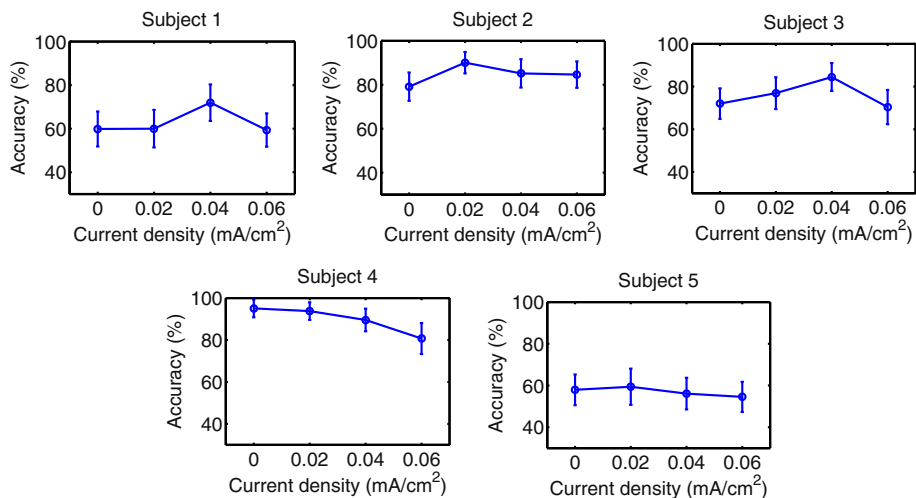 Subject 1
Accuracy (%)
100
80
60
40
0 0.02 0.04 0.06
Current density (mA/cm²)
Subject 2
Accuracy (%)
100
80
60
40
0 0.02 0.04 0.06
Current density (mA/cm²)
Subject 3
Accuracy (%)
100
80
60
40
0 0.02 0.04 0.06
Current density (mA/cm²)
Subject 4
Accuracy (%)
100
80
60
40
0 0.02 0.04 0.06
Current density (mA/cm²)
Subject 5
Accuracy (%)
100
80
60
40
0 0.02 0.04 0.06
Current density (mA/cm²)